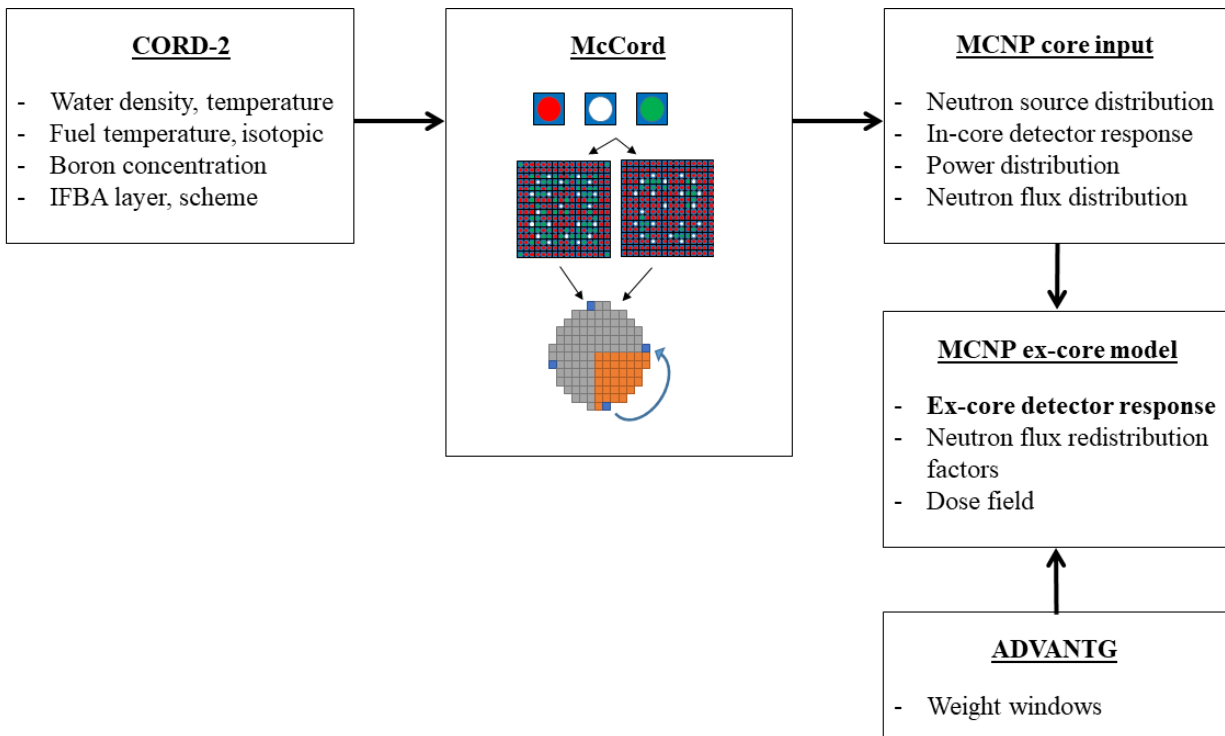 CORD-2
- Water density, temperature
- Fuel temperature, isotopic
- Boron concentration
- IFBA layer, scheme
McCord
MCNP core input
- Neutron source distribution
- In-core detector response
- Power distribution
- Neutron flux distribution
MCNP ex-core model
- Ex-core detector response
- Neutron flux redistribution
factors
- Dose field
ADVANTG
- Weight windows